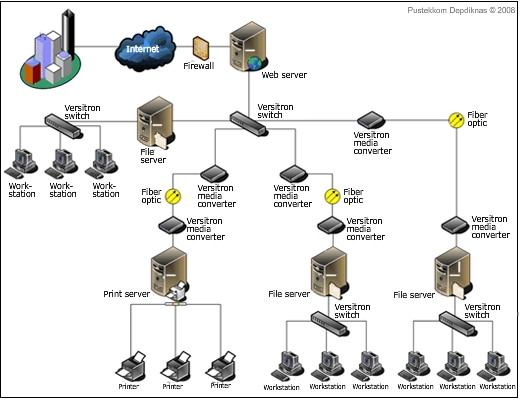 Pustekkom Depdiknas © 2008
Internet
Firewall
Web server
Versitron
switch
File
server
Versitron
switch
Versitron
media
converter
Fiber
optic
Work-
station
Work-
station
Work-
station
Fiber
optic
Versitron
media
converter
Versitron
media
converter
Fiber
optic
Versitron
media
converter
Versitron
media
converter
Versitron
media
converter
Print server
File server
Versitron
switch
File server
Versitron
switch
Printer
Printer
Printer
Workstation
Workstation
Workstation
Workstation
Workstation
Workstation